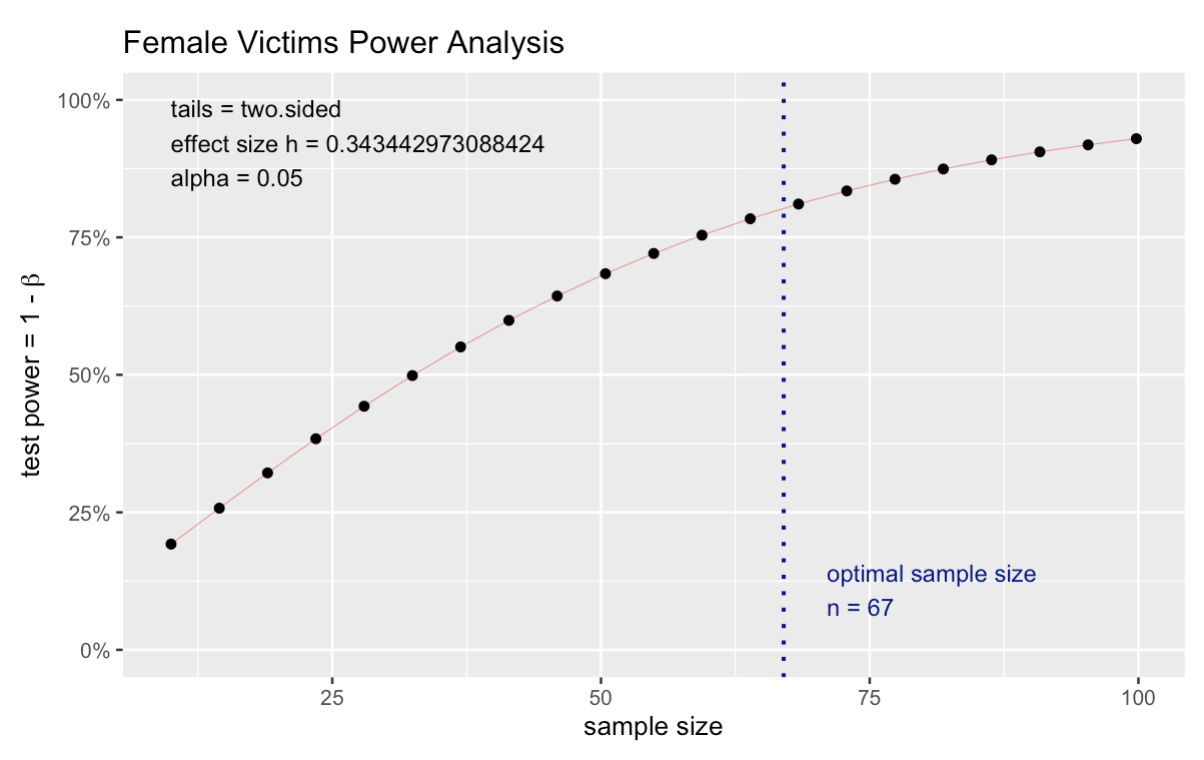 Female Victims Power Analysis
100%
75%
50%
25%
0%
test power = 1 - β
tails = two.sided
effect size h = 0.343442973088424
alpha = 0.05
optimal sample size
n = 67
25
50
75
100
sample size